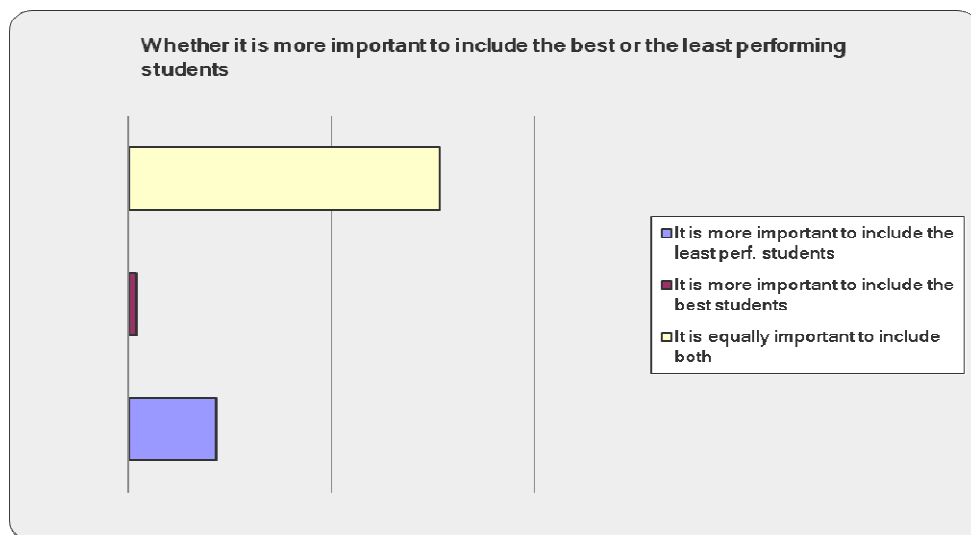 Whether it is more important to include the best or the least performing
students
It is more important to include the
least perf. students
It is more important to include the
best students
It is equally important to include
both